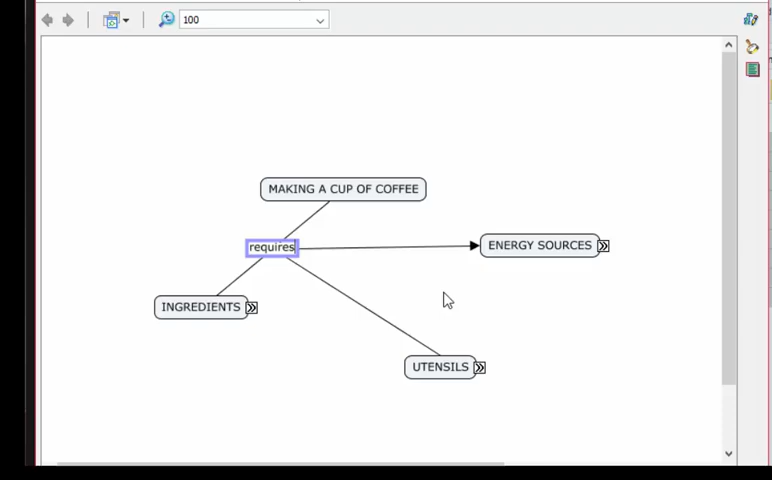 100
MAKING A CUP OF COFFEE
requires
ENERGY SOURCES
INGREDIENTS
UTENSILS